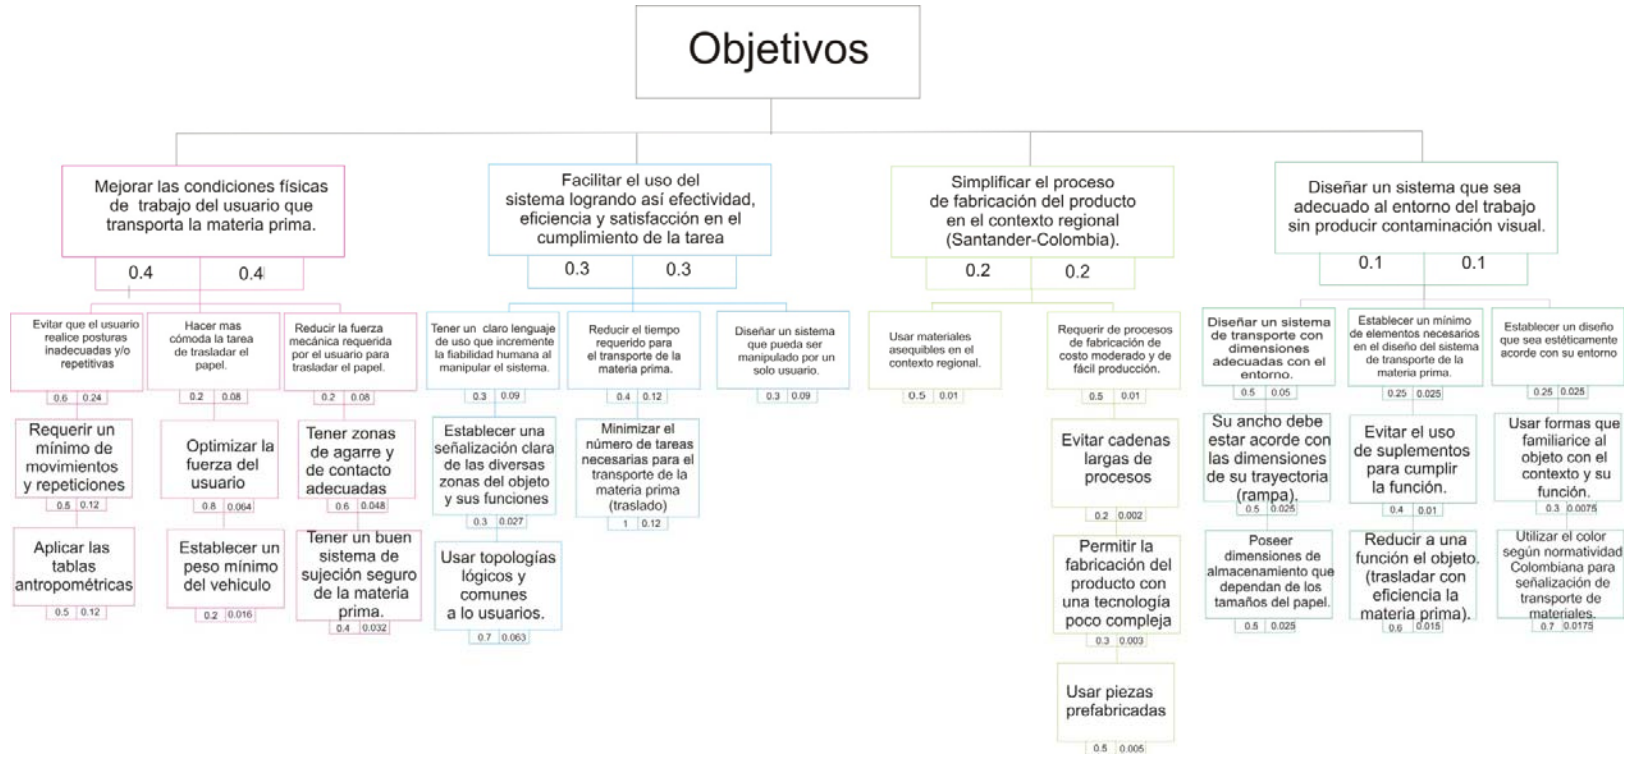 Objetivos
Mejorar las condiciones físicas
de trabajo del usuario que
transporta la materia prima.
0.4 0.4
Facilitar el uso del
sistema logrando así efectividad,
eficiencia y satisfacción en el
cumplimiento de la tarea
0.3 0.3
Simplificar el proceso
de fabricación del producto
en el contexto regional
(Santander-Colombia).
0.2 0.2
Diseñar un sistema que sea
adecuado al entorno del trabajo
sin producir contaminación visual.
0.1 0.1
Evitar que el usuario
realice posturas
inadecuadas y/o
repetitivas
0.6 0.24
Hacer mas
cómoda la tarea
de trasladar el
papel.
0.2 0.08
Reducir la fuerza
mecánica requerida
por el usuario para
trasladar el papel.
0.2 0.08
Tener un claro lenguaje
de uso que incremente
la fiabilidad humana al
manipular el sistema.
0.3 0.09
Reducir el tiempo
requerido para
el transporte de la
materia prima.
0.4 0.12
Diseñar un sistema
que pueda ser
manipulado por un
solo usuario.
0.3 0.09
Usar materiales
asequibles en el
contexto regional.
0.5 0.01
Requerir de procesos
de fabricación de
costo moderado y de
fácil producción.
0.5 0.01
Diseñar un sistema
de transporte con
dimensiones
adecuadas con el
entorno.
0.5 0.05
Establecer un mínimo
de elementos necesarios
en el diseño del sistema
de transporte de la
materia prima.
0.25 0.025
Establecer un diseño
que sea estéticamente
acorde con su entorno
0.25 0.025
Requerir un
mínimo de
movimientos
y repeticiones
0.5 0.12
Optimizar la
fuerza del
usuario
0.8 0.064
Tener zonas
de agarre y
de contacto
adecuadas
0.6 0.048
Establecer una
señalización clara
de las diversas
zonas del objeto
y sus funciones
0.3 0.027
Minimizar el
número de tareas
necesarias para el
transporte de la
materia prima
(traslado)
1 0.12
Evitar cadenas
largas de
procesos
0.2 0.002
Su ancho debe
estar acorde con
las dimensiones
de su trayectoria
(rampa).
0.5 0.025
Evitar el uso
de suplementos
para cumplir
la función.
0.4 0.01
Usar formas que
familiarice al
objeto con el
contexto y su
función.
0.3 0.0075
Aplicar las
tablas
antropométricas
0.5 0.12
Establecer un
peso mínimo
del vehiculo
0.2 0.016
Tener un buen
sistema de
sujeción seguro
de la materia
prima.
0.4 0.032
Usar topologías
lógicos y
comunes
a lo usuarios.
0.7 0.063
Permitir la
fabricación del
producto con
una tecnología
poco compleja
0.3 0.003
Poseer
dimensiones de
almacenamiento que
dependan de los
tamaños del papel.
0.5 0.025
Reducir a una
función el objeto.
(trasladar con
eficiencia la
materia prima).
0.6 0.015
Utilizar el color
según normatividad
Colombiana para
señalización de
transporte de
materiales.
0.7 0.0175
Usar piezas
prefabricadas
0.5 0.005